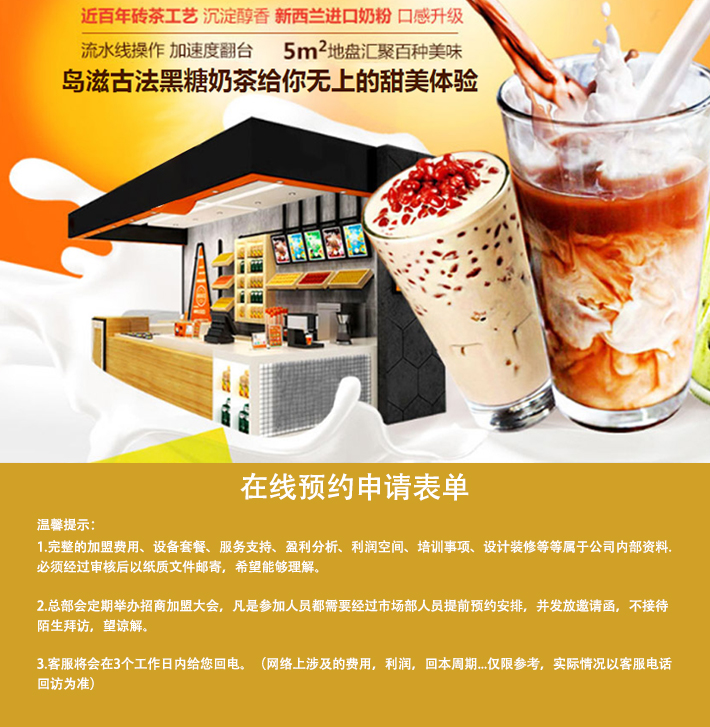 近百年砖茶工艺 沉淀醇香 新西兰进口奶粉 口感升级
流水线操作 加速度翻台 5m²地盘汇聚百种美味
岛滋古法黑糖奶茶给你无上的甜美体验
在线预约申请表单
温馨提示：
1.完整的加盟费用、设备套餐、服务支持、盈利分析、利润空间、培训事项、设计装修等等属于公司内部资料.
必须经过审核后以纸质文件邮寄，希望能够理解。
2.总部会定期举办招商加盟大会，凡是参加人员都需要经过市场部人员提前预约安排，并发放邀请函，不接待
陌生拜访，望谅解。
3.客服将会在3个工作日内给您回电。（网络上涉及的费用，利润，回本周期...仅限参考，实际情况以客服电话
回访为准）